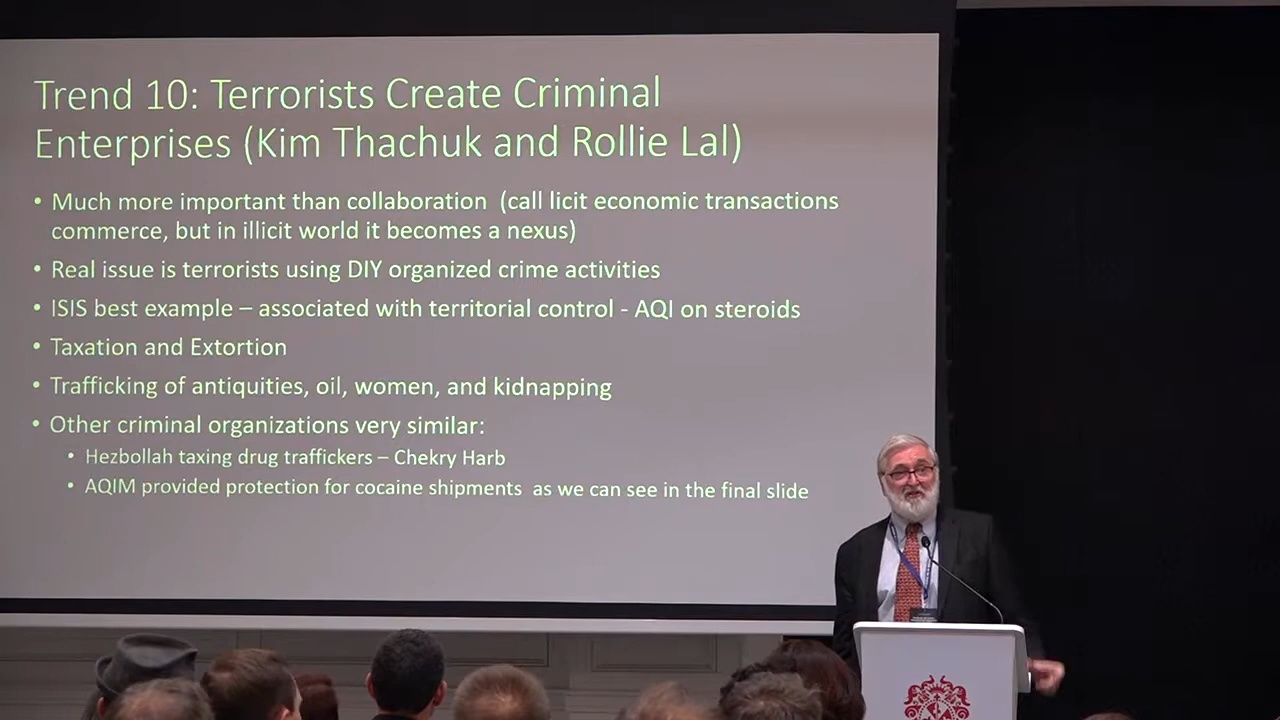 Trend 10: Terrorists Create Criminal
Enterprises (Kim Thachuk and Rollie Lal)
• Much more important than collaboration (call licit economic transactions
commerce, but in illicit world it becomes a nexus)
• Real issue is terrorists using DIY organized crime activities
• ISIS best example – associated with territorial control - AQI on steroids
• Taxation and Extortion
• Trafficking of antiquities, oil, women, and kidnapping
• Other criminal organizations very similar:
• Hezbollah taxing drug traffickers – Chekry Harb
• AQIM provided protection for cocaine shipments as we can see in the final slide